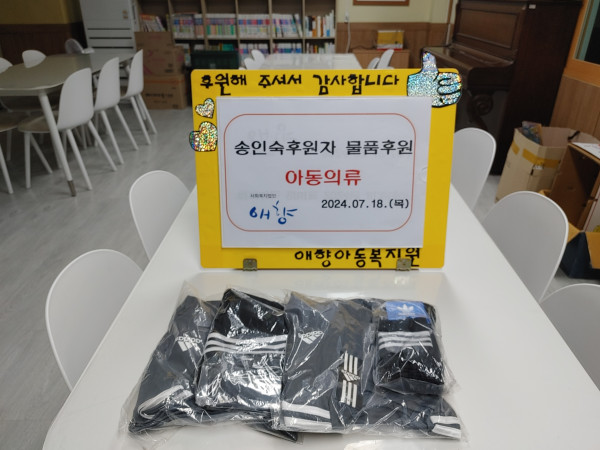 후원해 주셔서 감사합니다
송인숙후원자 물품후원
아동의류
사회복지법인
애향
2024.07.18.(목)
애향아동복지원
adidas